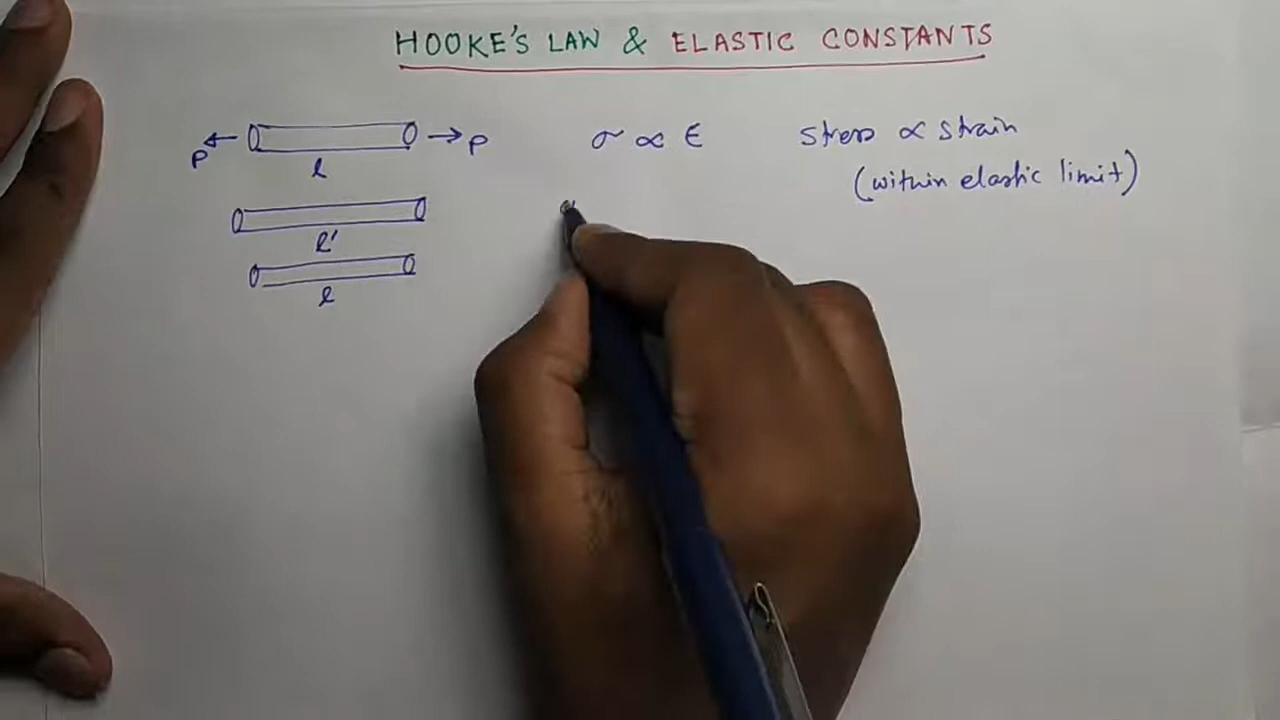 HOOKE'S LAW & ELASTIC CONSTANTS
P P σ ∝ ϵ stress ∝ strain
l (within elastic limit)
l'
l